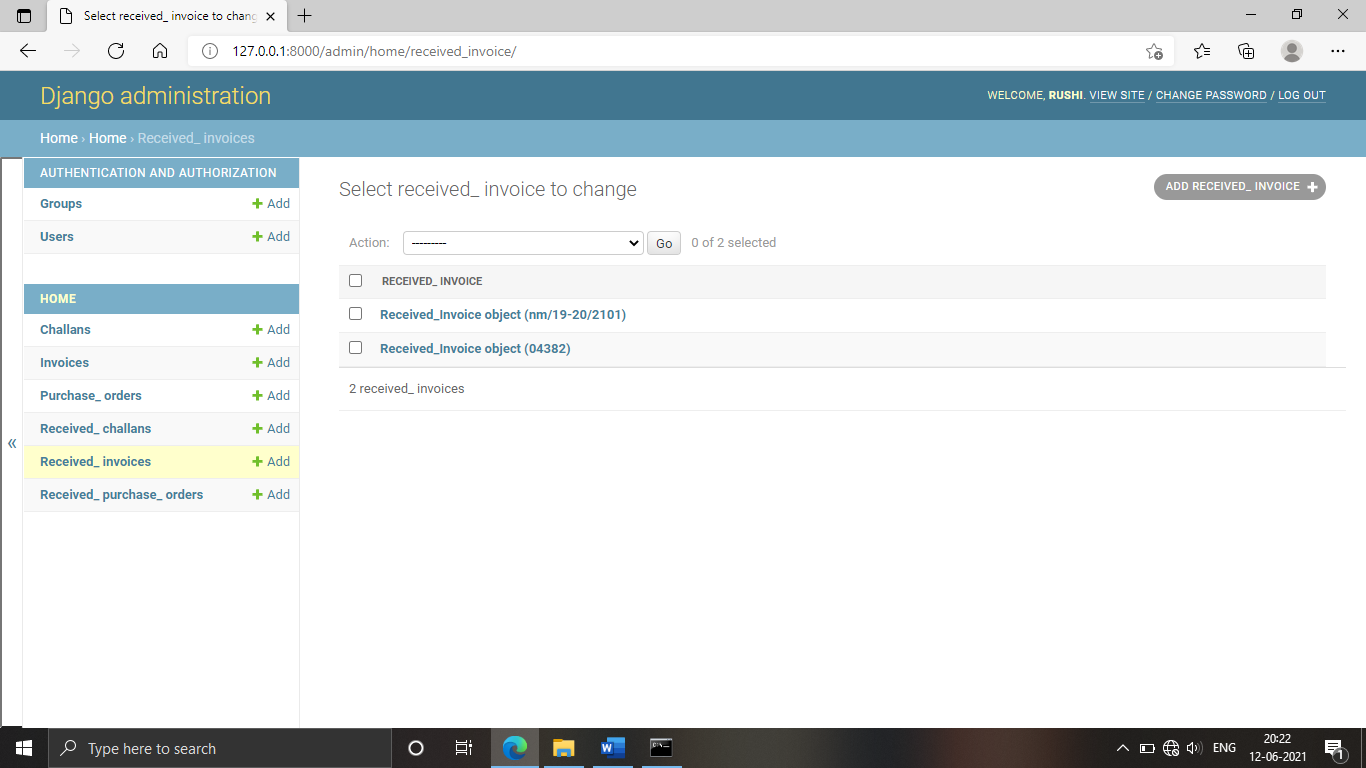 Select received_ invoice to chang
127.0.0.1:8000/admin/home/received_invoice/
Django administration
WELCOME, RUSHI. VIEW SITE / CHANGE PASSWORD / LOG OUT
Home › Home › Received_ invoices
AUTHENTICATION AND AUTHORIZATION
Groups + Add
Users + Add
HOME
Challans + Add
Invoices + Add
Purchase_ orders + Add
Received_ challans + Add
Received_ invoices + Add
Received_ purchase_ orders + Add
«
Select received_ invoice to change
ADD RECEIVED_ INVOICE +
Action: --------- Go 0 of 2 selected
RECEIVED_ INVOICE
Received_Invoice object (nm/19-20/2101)
Received_Invoice object (04382)
2 received_ invoices
Type here to search
ENG
20:22
12-06-2021
1